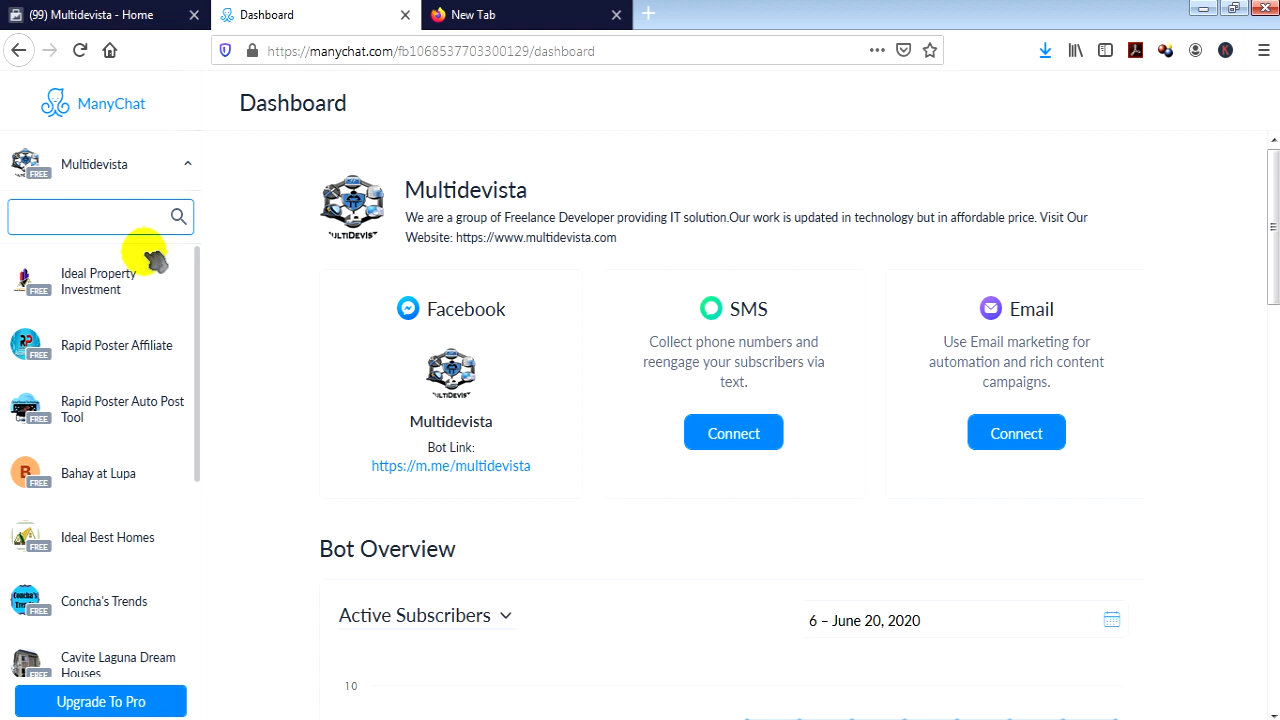 (99) Multidevista - Home
Dashboard
New Tab
https://manychat.com/fb1068537703300129/dashboard
ManyChat
Dashboard
Multidevista
FREE
Ideal Property
Investment
FREE
Rapid Poster Affiliate
FREE
Rapid Poster Auto Post
Tool
FREE
B
Bahay at Lupa
FREE
Ideal Best Homes
FREE
Concha's Trends
FREE
Cavite Laguna Dream
Houses
FREE
Upgrade To Pro
Multidevista
We are a group of Freelance Developer providing IT solution.Our work is updated in technology but in affordable price. Visit Our
Website: https://www.multidevista.com
Facebook
Multidevista
Bot Link:
https://m.me/multidevista
SMS
Collect phone numbers and
reengage your subscribers via
text.
Connect
Email
Use Email marketing for
automation and rich content
campaigns.
Connect
Bot Overview
Active Subscribers
6 – June 20, 2020
10